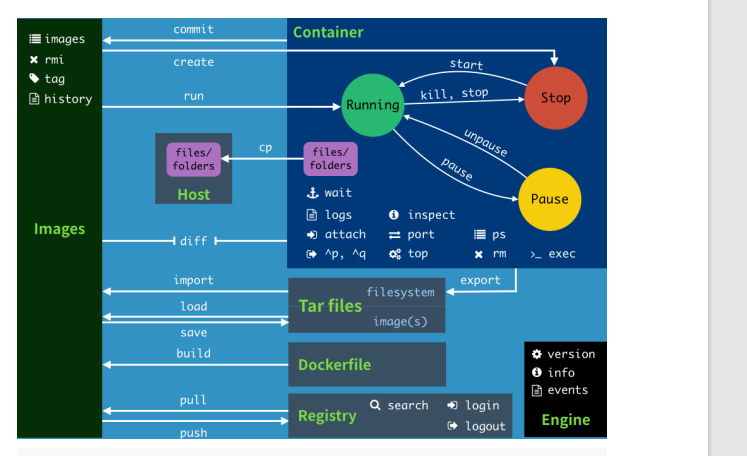 commit
Container
images
rmi
create
start
tag
history
run
Running
kill, stop
Stop
unpause
pause
files/
folders
cp
files/
folders
Host
Pause
wait
logs
inspect
attach
port
ps
^p, ^q
top
rm
>_ exec
Images
diff
import
filesystem
export
load
Tar files
image(s)
save
build
Dockerfile
version
info
events
Engine
pull
search
login
Registry
logout
push